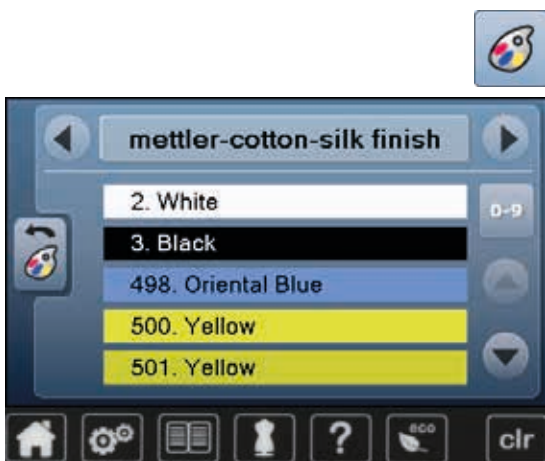 mettler-cotton-silk finish
2. White
0-9
3. Black
498. Oriental Blue
500. Yellow
501. Yellow
? eco clr